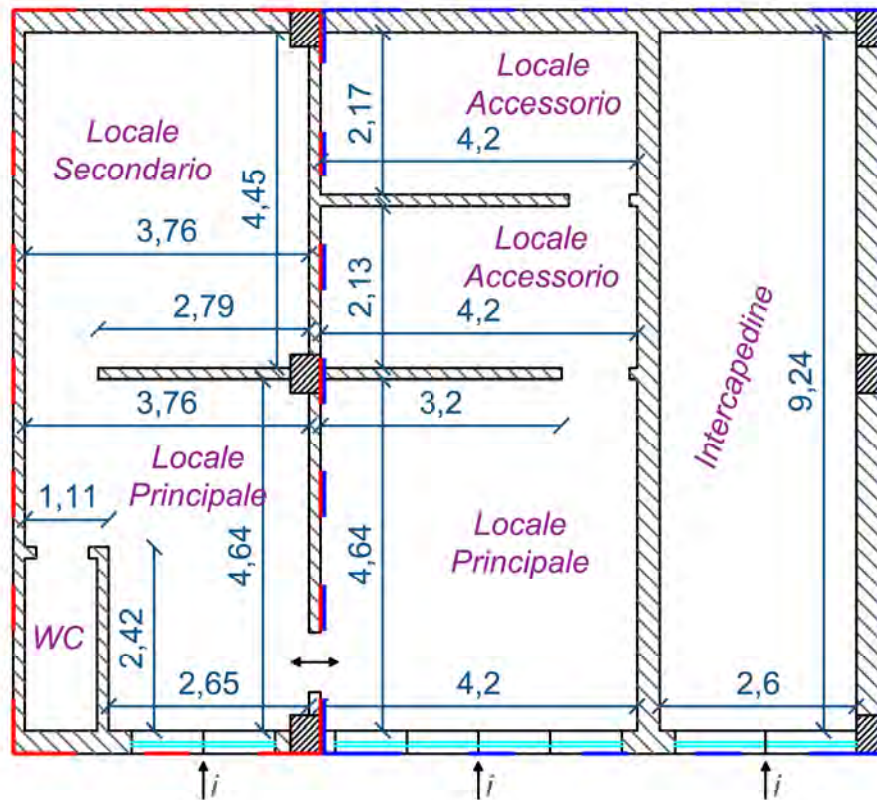 Locale
Secondario
4,45
3,76
2,79
3,76
Locale
Principale
1,11
4,64
WC
2,42
2,65
Locale
Accessorio
2,17
4,2
Locale
Accessorio
2,13
4,2
3,2
Locale
Principale
4,64
4,2
Intercapedine
9,24
2,6
i
i
i